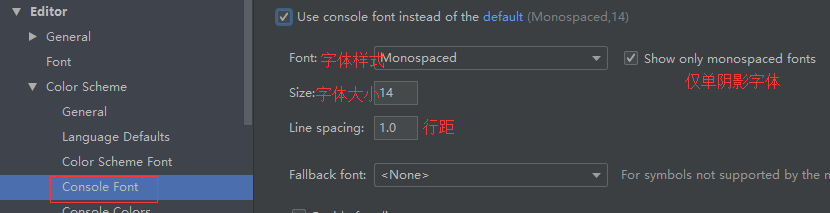 Editor
General
Font
Color Scheme
General
Language Defaults
Color Scheme Font
Console Font
Console Colors
Use console font instead of the default (Monospaced,14)
Font: 字体样式 Monospaced Show only monospaced fonts
仅单阴影字体
Size: 字体大小 14
Line spacing: 1.0 行距
Fallback font: <None> For symbols not supported by the